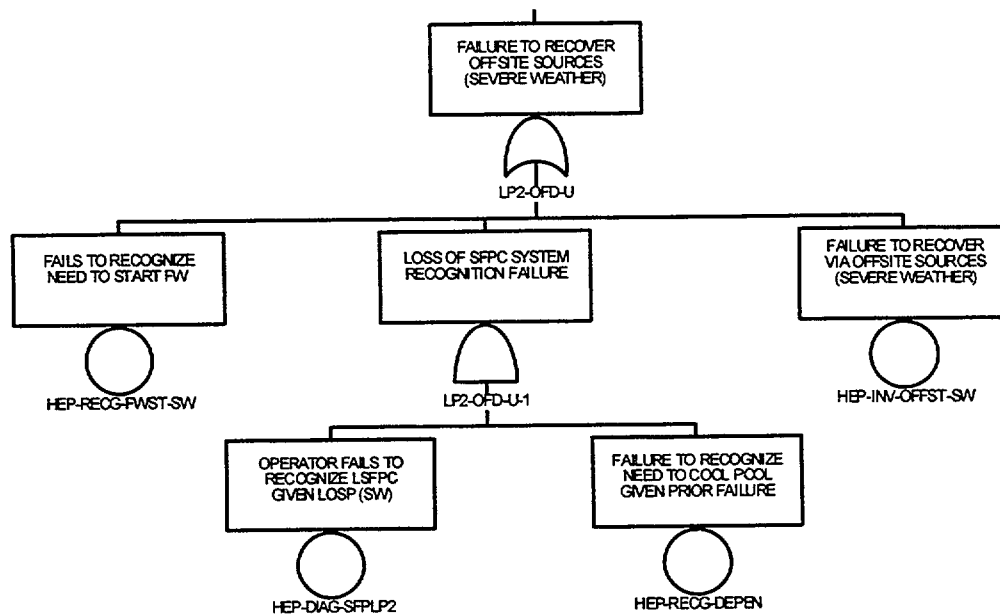 FAILURE TO RECOVER
OFFSITE SOURCES
(SEVERE WEATHER)
LP2-OFD-U
FAILS TO RECOGNIZE
NEED TO START FW
HEP-RECG-FWST-SW
LOSS OF SFPC SYSTEM
RECOGNITION FAILURE
LP2-OFD-U-1
FAILURE TO RECOVER
VIA OFFSITE SOURCES
(SEVERE WEATHER)
HEP-INV-OFFST-SW
OPERATOR FAILS TO
RECOGNIZE LSFPC
GIVEN LOSP (SW)
HEP-DIAG-SFPLP2
FAILURE TO RECOGNIZE
NEED TO COOL POOL
GIVEN PRIOR FAILURE
HEP-RECG-DEPEN